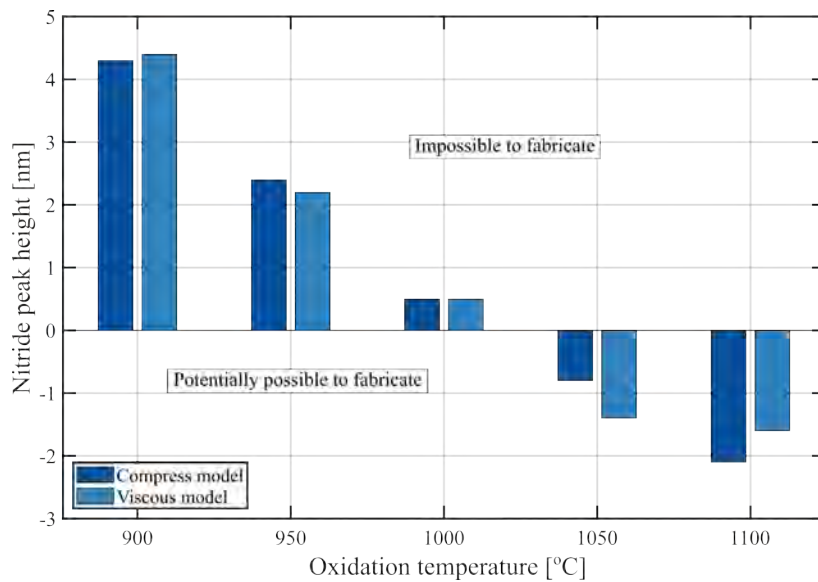 5
4
3
2
1
0
-1
-2
-3
Nitride peak height [nm]
Impossible to fabricate
Potentially possible to fabricate
Compress model
Viscous model
900 950 1000 1050 1100
Oxidation temperature [°C]